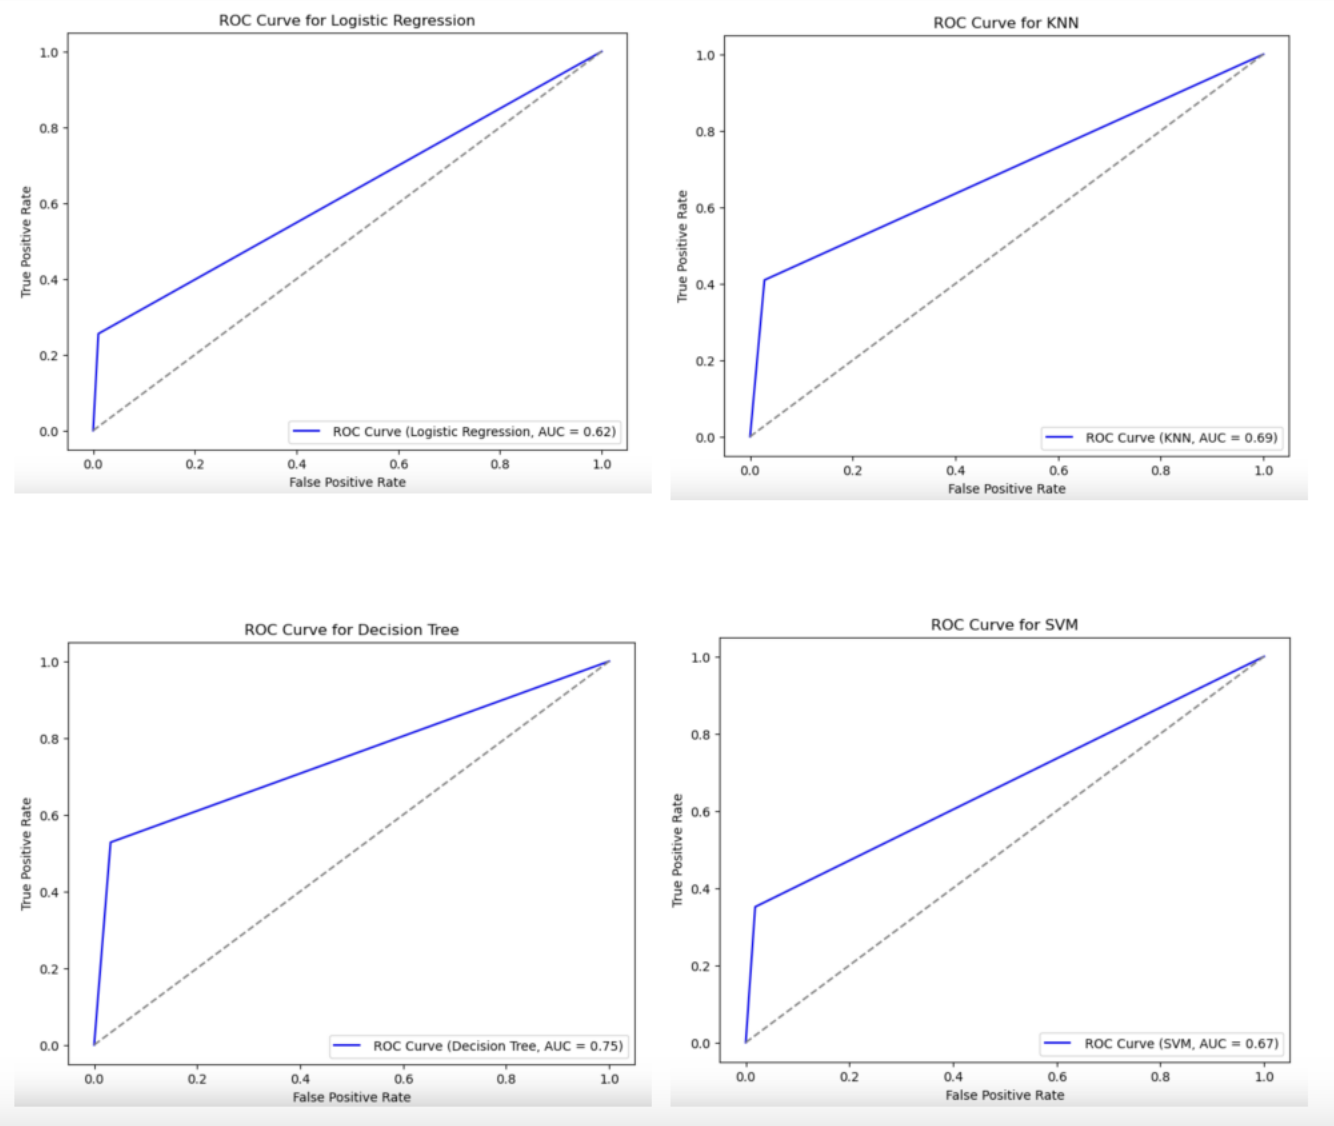 ROC Curve for Logistic Regression
True Positive Rate
1.0
0.8
0.6
0.4
0.2
0.0
ROC Curve (Logistic Regression, AUC = 0.62)
0.0 0.2 0.4 0.6 0.8 1.0
False Positive Rate
ROC Curve for KNN
True Positive Rate
1.0
0.8
0.6
0.4
0.2
0.0
ROC Curve (KNN, AUC = 0.69)
0.0 0.2 0.4 0.6 0.8 1.0
False Positive Rate
ROC Curve for Decision Tree
True Positive Rate
1.0
0.8
0.6
0.4
0.2
0.0
ROC Curve (Decision Tree, AUC = 0.75)
0.0 0.2 0.4 0.6 0.8 1.0
False Positive Rate
ROC Curve for SVM
True Positive Rate
1.0
0.8
0.6
0.4
0.2
0.0
ROC Curve (SVM, AUC = 0.67)
0.0 0.2 0.4 0.6 0.8 1.0
False Positive Rate